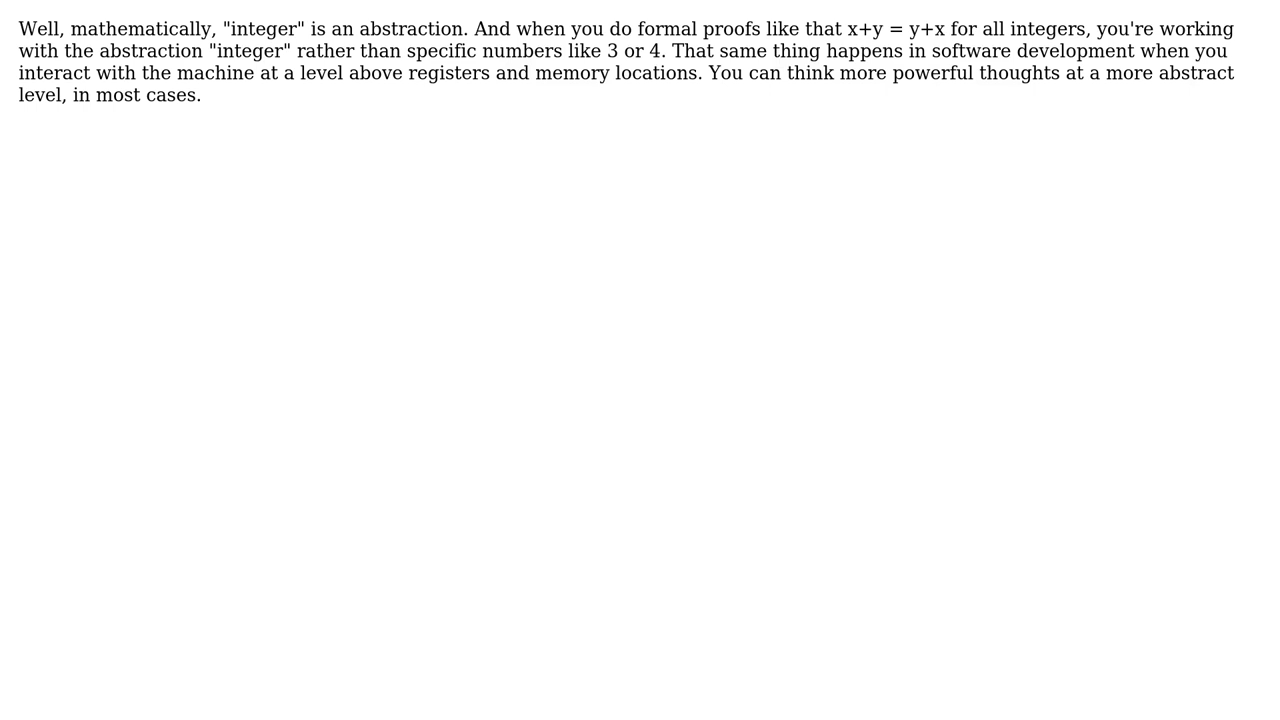 Well, mathematically, "integer" is an abstraction. And when you do formal proofs like that x+y = y+x for all integers, you're working
with the abstraction "integer" rather than specific numbers like 3 or 4. That same thing happens in software development when you
interact with the machine at a level above registers and memory locations. You can think more powerful thoughts at a more abstract
level, in most cases.